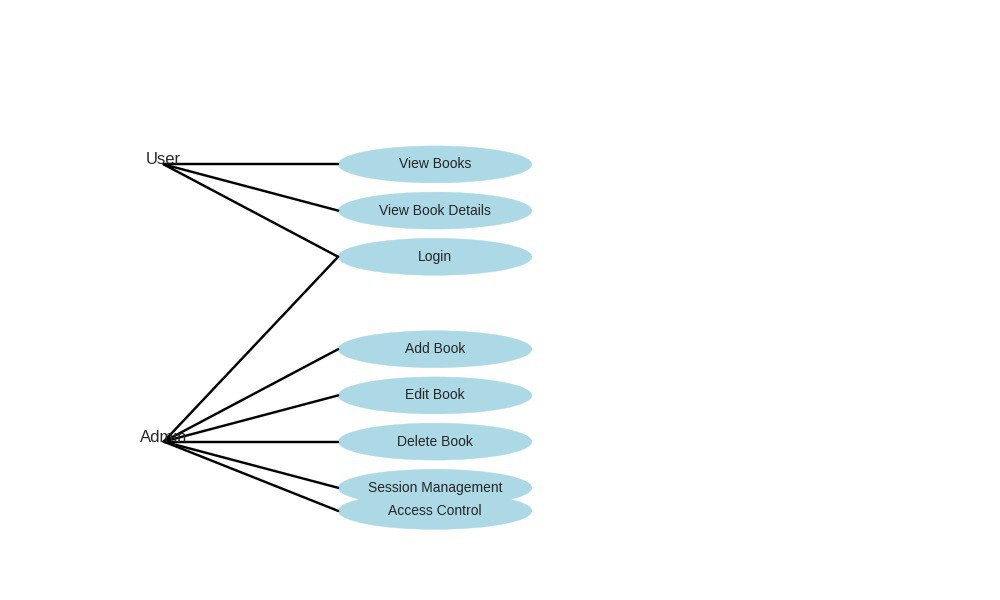 User
View Books
View Book Details
Login
Add Book
Edit Book
Admin
Delete Book
Session Management
Access Control